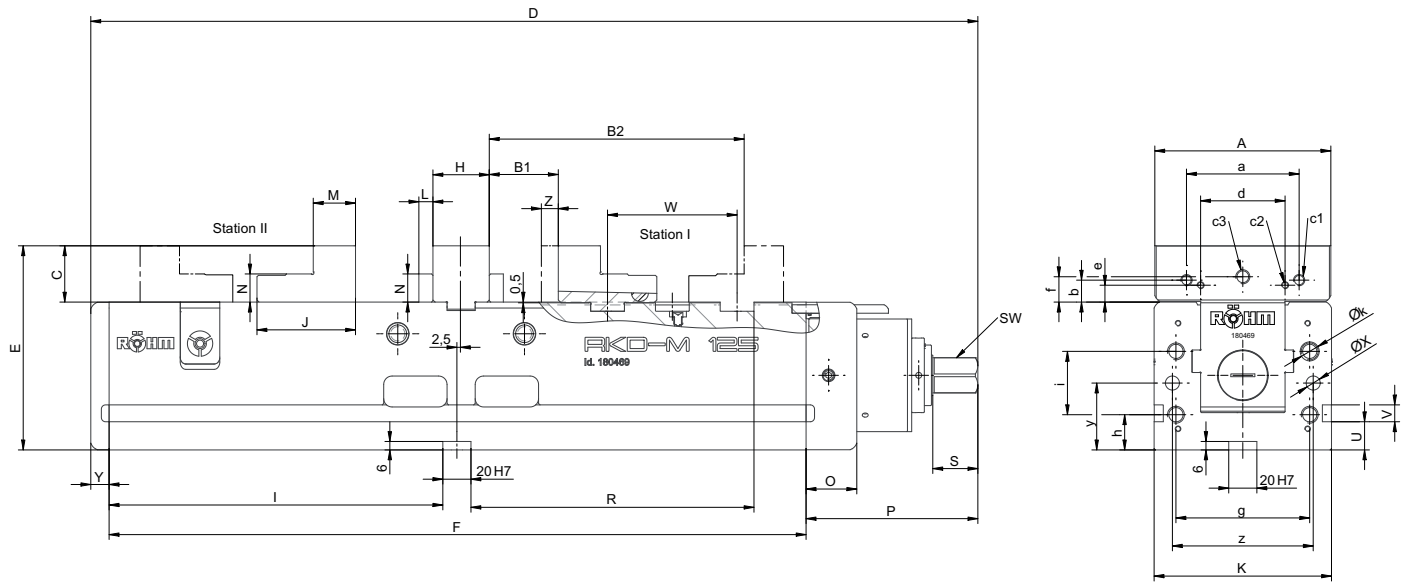 D
B2
H
B1
M
L
Z
W
Station II
Station I
C
N
N
0,5
J
E
2,5
RÖHM
RKD-M 125
id. 180469
SW
6
20 H7
Y
I
R
O
S
P
F
A
a
d
c3
c2
c1
e
f
b
RÖHM
180469
Øk
ØX
i
y
h
V
U
6
20 H7
g
z
K